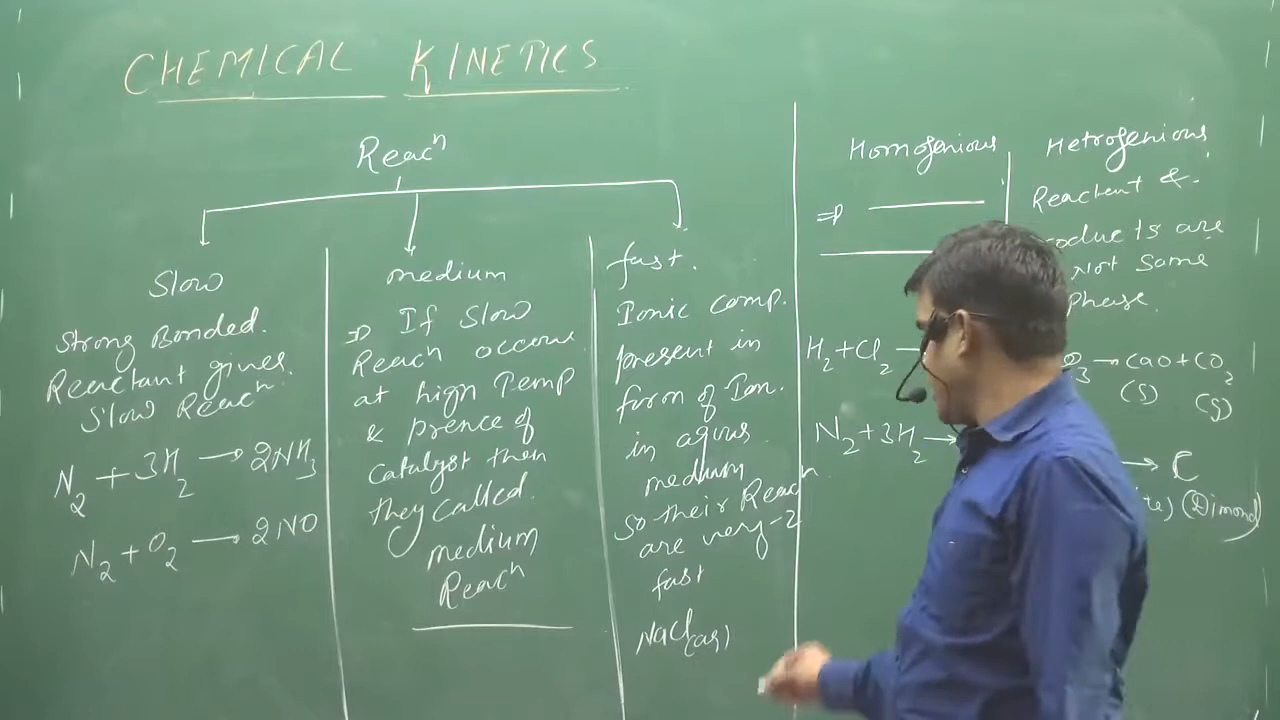 CHEMICAL KINETICS
Reacⁿ
Slow
Strong Bonded.
Reactant gives
Slow Reacⁿ.
N₂ + 3H₂ → 2NH₃
N₂ + O₂ → 2NO
medium
⇒ If Slow
Reacⁿ occurs
at high Temp
& prence of
Catalyst then
they called.
medium
Reacⁿ
fast.
Ionic comp.
present in
form of Ion.
in aqus.
medium
so their Reacⁿ.
are very-2
fast
NaCl(aq)
Homogenious
⇒
H₂ + Cl₂
N₂ + 3H₂ →
Hetrogenious
Reactent &
oducts are
Not Same
Phase.
₃ → CaO + CO₂
(s) (g)
→ C
(Dimond)